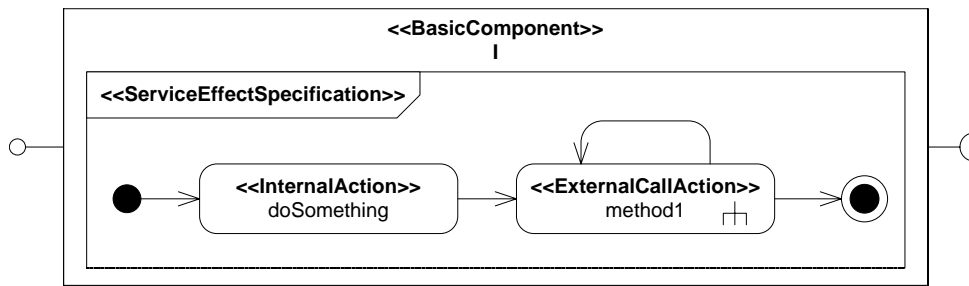 <<BasicComponent>>
I
<<ServiceEffectSpecification>>
<<InternalAction>>
doSomething
<<ExternalCallAction>>
method1